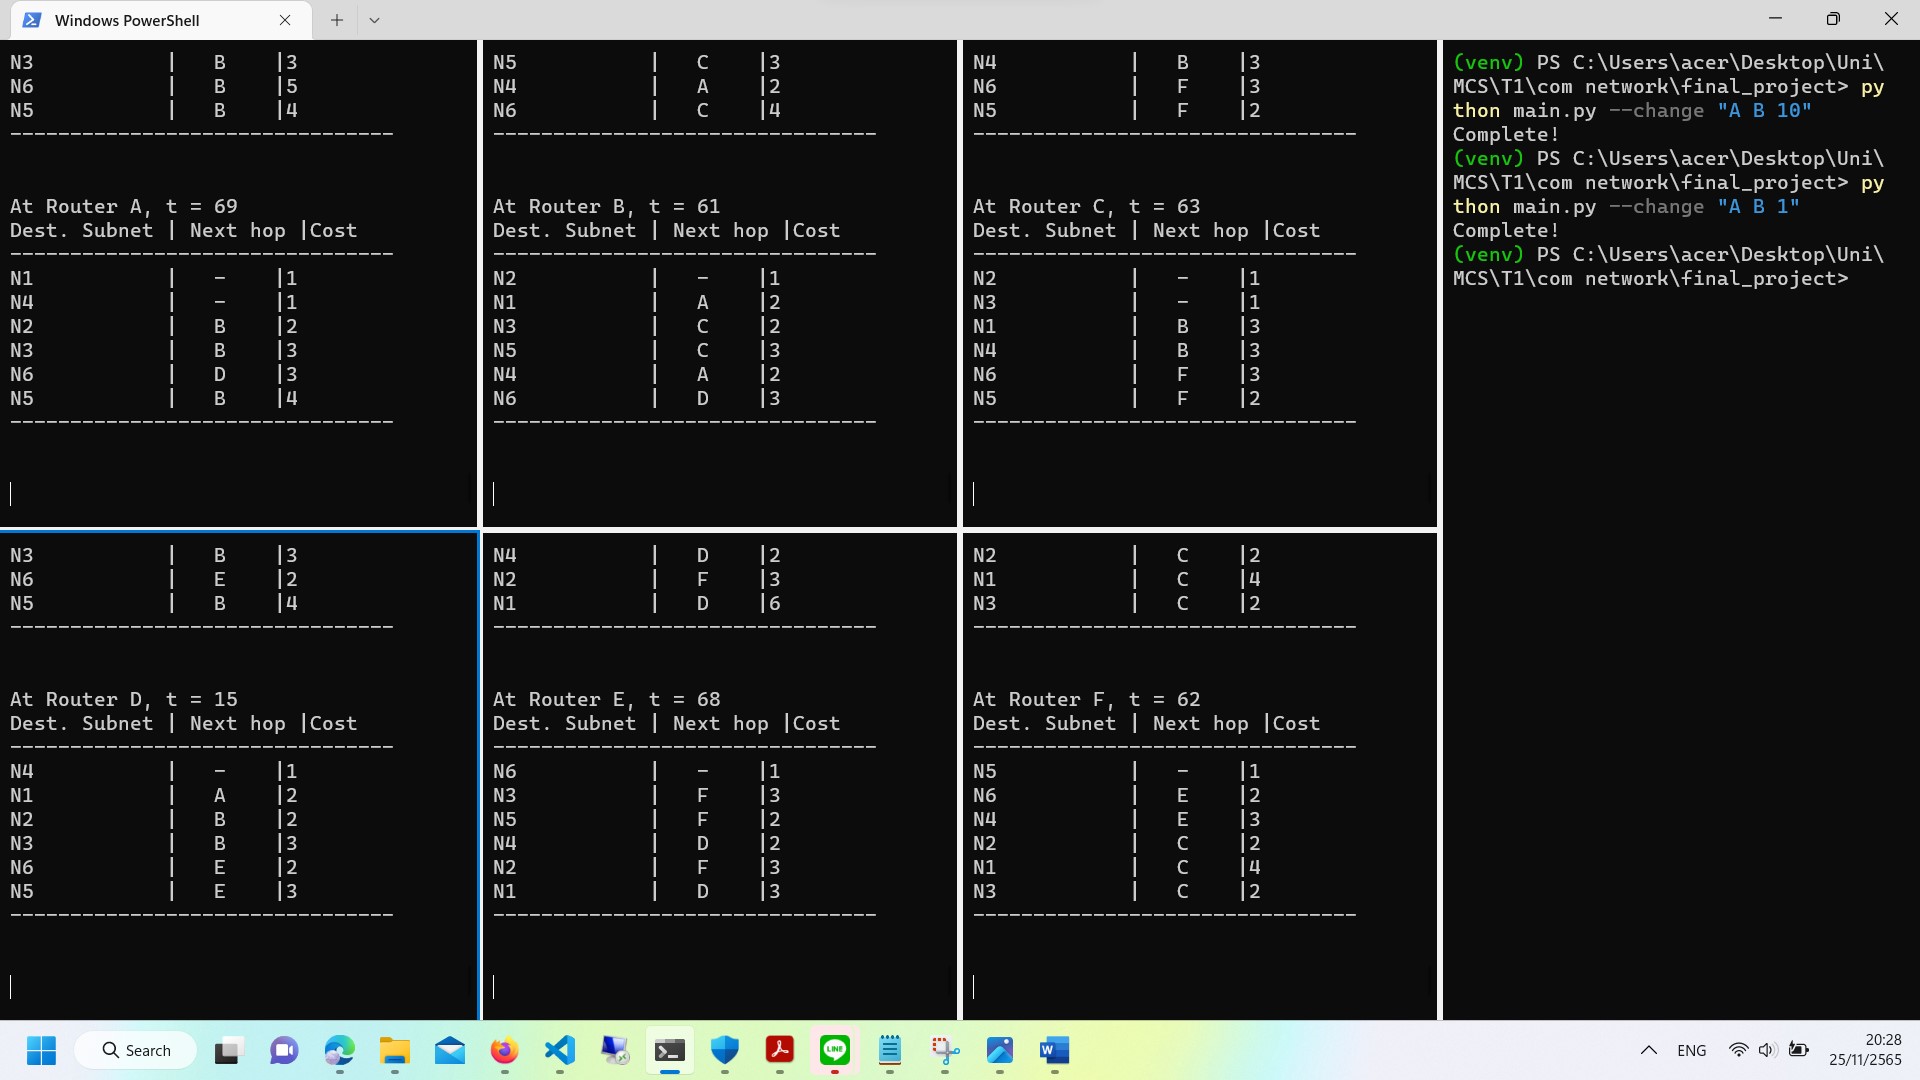 Windows PowerShell
N3 | B |3
N6 | B |5
N5 | B |4
--------------------------------
At Router A, t = 69
Dest. Subnet | Next hop |Cost
--------------------------------
N1 | - |1
N4 | - |1
N2 | B |2
N3 | B |3
N6 | D |3
N5 | B |4
--------------------------------
N5 | C |3
N4 | A |2
N6 | C |4
--------------------------------
At Router B, t = 61
Dest. Subnet | Next hop |Cost
--------------------------------
N2 | - |1
N1 | A |2
N3 | C |2
N5 | C |3
N4 | A |2
N6 | D |3
--------------------------------
N4 | B |3
N6 | F |3
N5 | F |2
--------------------------------
At Router C, t = 63
Dest. Subnet | Next hop |Cost
--------------------------------
N2 | - |1
N3 | - |1
N1 | B |3
N4 | B |3
N6 | F |3
N5 | F |2
--------------------------------
(venv) PS C:\Users\acer\Desktop\Uni\
MCS\T1\com network\final_project> py
thon main.py --change "A B 10"
Complete!
(venv) PS C:\Users\acer\Desktop\Uni\
MCS\T1\com network\final_project> py
thon main.py --change "A B 1"
Complete!
(venv) PS C:\Users\acer\Desktop\Uni\
MCS\T1\com network\final_project>
N3 | B |3
N6 | E |2
N5 | B |4
--------------------------------
At Router D, t = 15
Dest. Subnet | Next hop |Cost
--------------------------------
N4 | - |1
N1 | A |2
N2 | B |2
N3 | B |3
N6 | E |2
N5 | E |3
--------------------------------
N4 | D |2
N2 | F |3
N1 | D |6
--------------------------------
At Router E, t = 68
Dest. Subnet | Next hop |Cost
--------------------------------
N6 | - |1
N3 | F |3
N5 | F |2
N4 | D |2
N2 | F |3
N1 | D |3
--------------------------------
N2 | C |2
N1 | C |4
N3 | C |2
--------------------------------
At Router F, t = 62
Dest. Subnet | Next hop |Cost
--------------------------------
N5 | - |1
N6 | E |2
N4 | E |3
N2 | C |2
N1 | C |4
N3 | C |2
--------------------------------
Search
LINE
W
ENG
20:28
25/11/2565